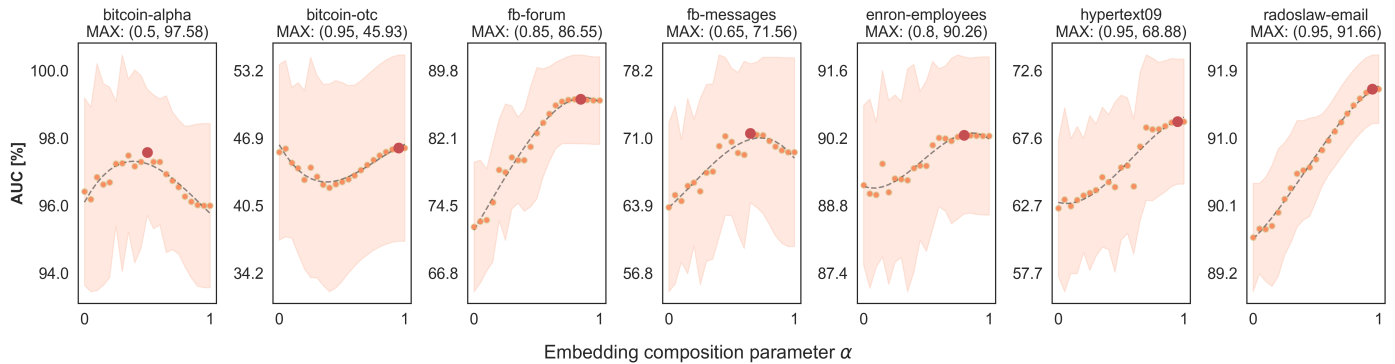 bitcoin-alpha
MAX: (0.5, 97.58)
bitcoin-otc
MAX: (0.95, 45.93)
fb-forum
MAX: (0.85, 86.55)
fb-messages
MAX: (0.65, 71.56)
enron-employees
MAX: (0.8, 90.26)
hypertext09
MAX: (0.95, 68.88)
radoslaw-email
MAX: (0.95, 91.66)
AUC [%]
100.0
98.0
96.0
94.0
0 1
53.2
46.9
40.5
34.2
0 1
89.8
82.1
74.5
66.8
0 1
78.2
71.0
63.9
56.8
0 1
91.6
90.2
88.8
87.4
0 1
72.6
67.6
62.7
57.7
0 1
91.9
91.0
90.1
89.2
0 1
Embedding composition parameter α